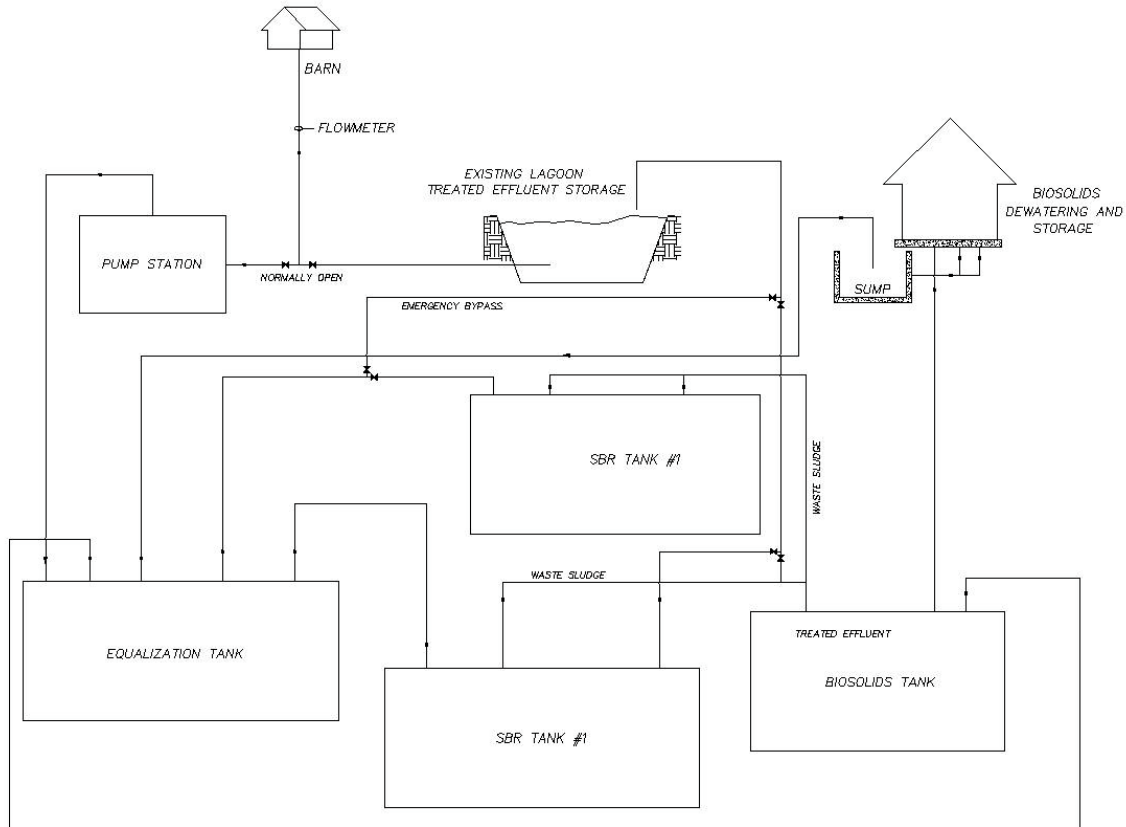 BARN
FLOWMETER
EXISTING LAGOON
TREATED EFFLUENT STORAGE
BIOSOLIDS
DEWATERING AND
STORAGE
PUMP STATION
NORMALLY OPEN
SUMP
EMERGENCY BYPASS
SBR TANK #1
WASTE SLUDGE
WASTE SLUDGE
EQUALIZATION TANK
TREATED EFFLUENT
BIOSOLIDS TANK
SBR TANK #1